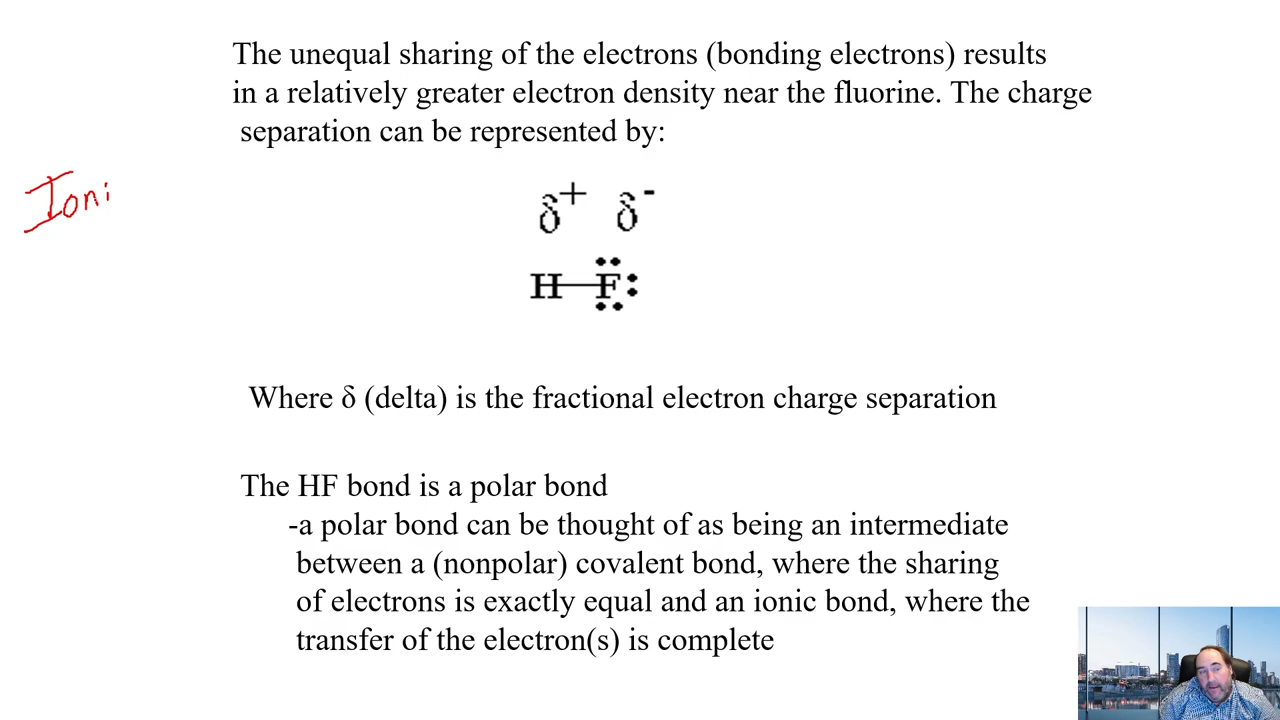 The unequal sharing of the electrons (bonding electrons) results
in a relatively greater electron density near the fluorine. The charge
separation can be represented by:
Ioni
δ+ δ-
H—F
Where δ (delta) is the fractional electron charge separation
The HF bond is a polar bond
-a polar bond can be thought of as being an intermediate
between a (nonpolar) covalent bond, where the sharing
of electrons is exactly equal and an ionic bond, where the
transfer of the electron(s) is complete